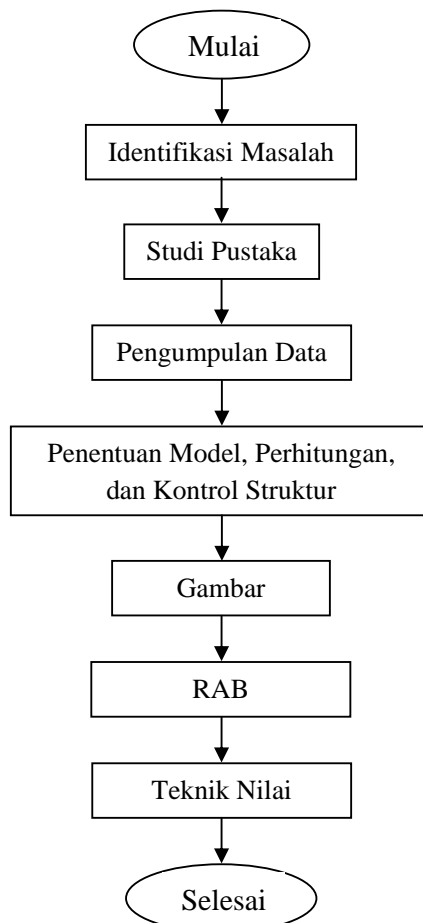 Mulai
Identifikasi Masalah
Studi Pustaka
Pengumpulan Data
Penentuan Model, Perhitungan,
dan Kontrol Struktur
Gambar
RAB
Teknik Nilai
Selesai